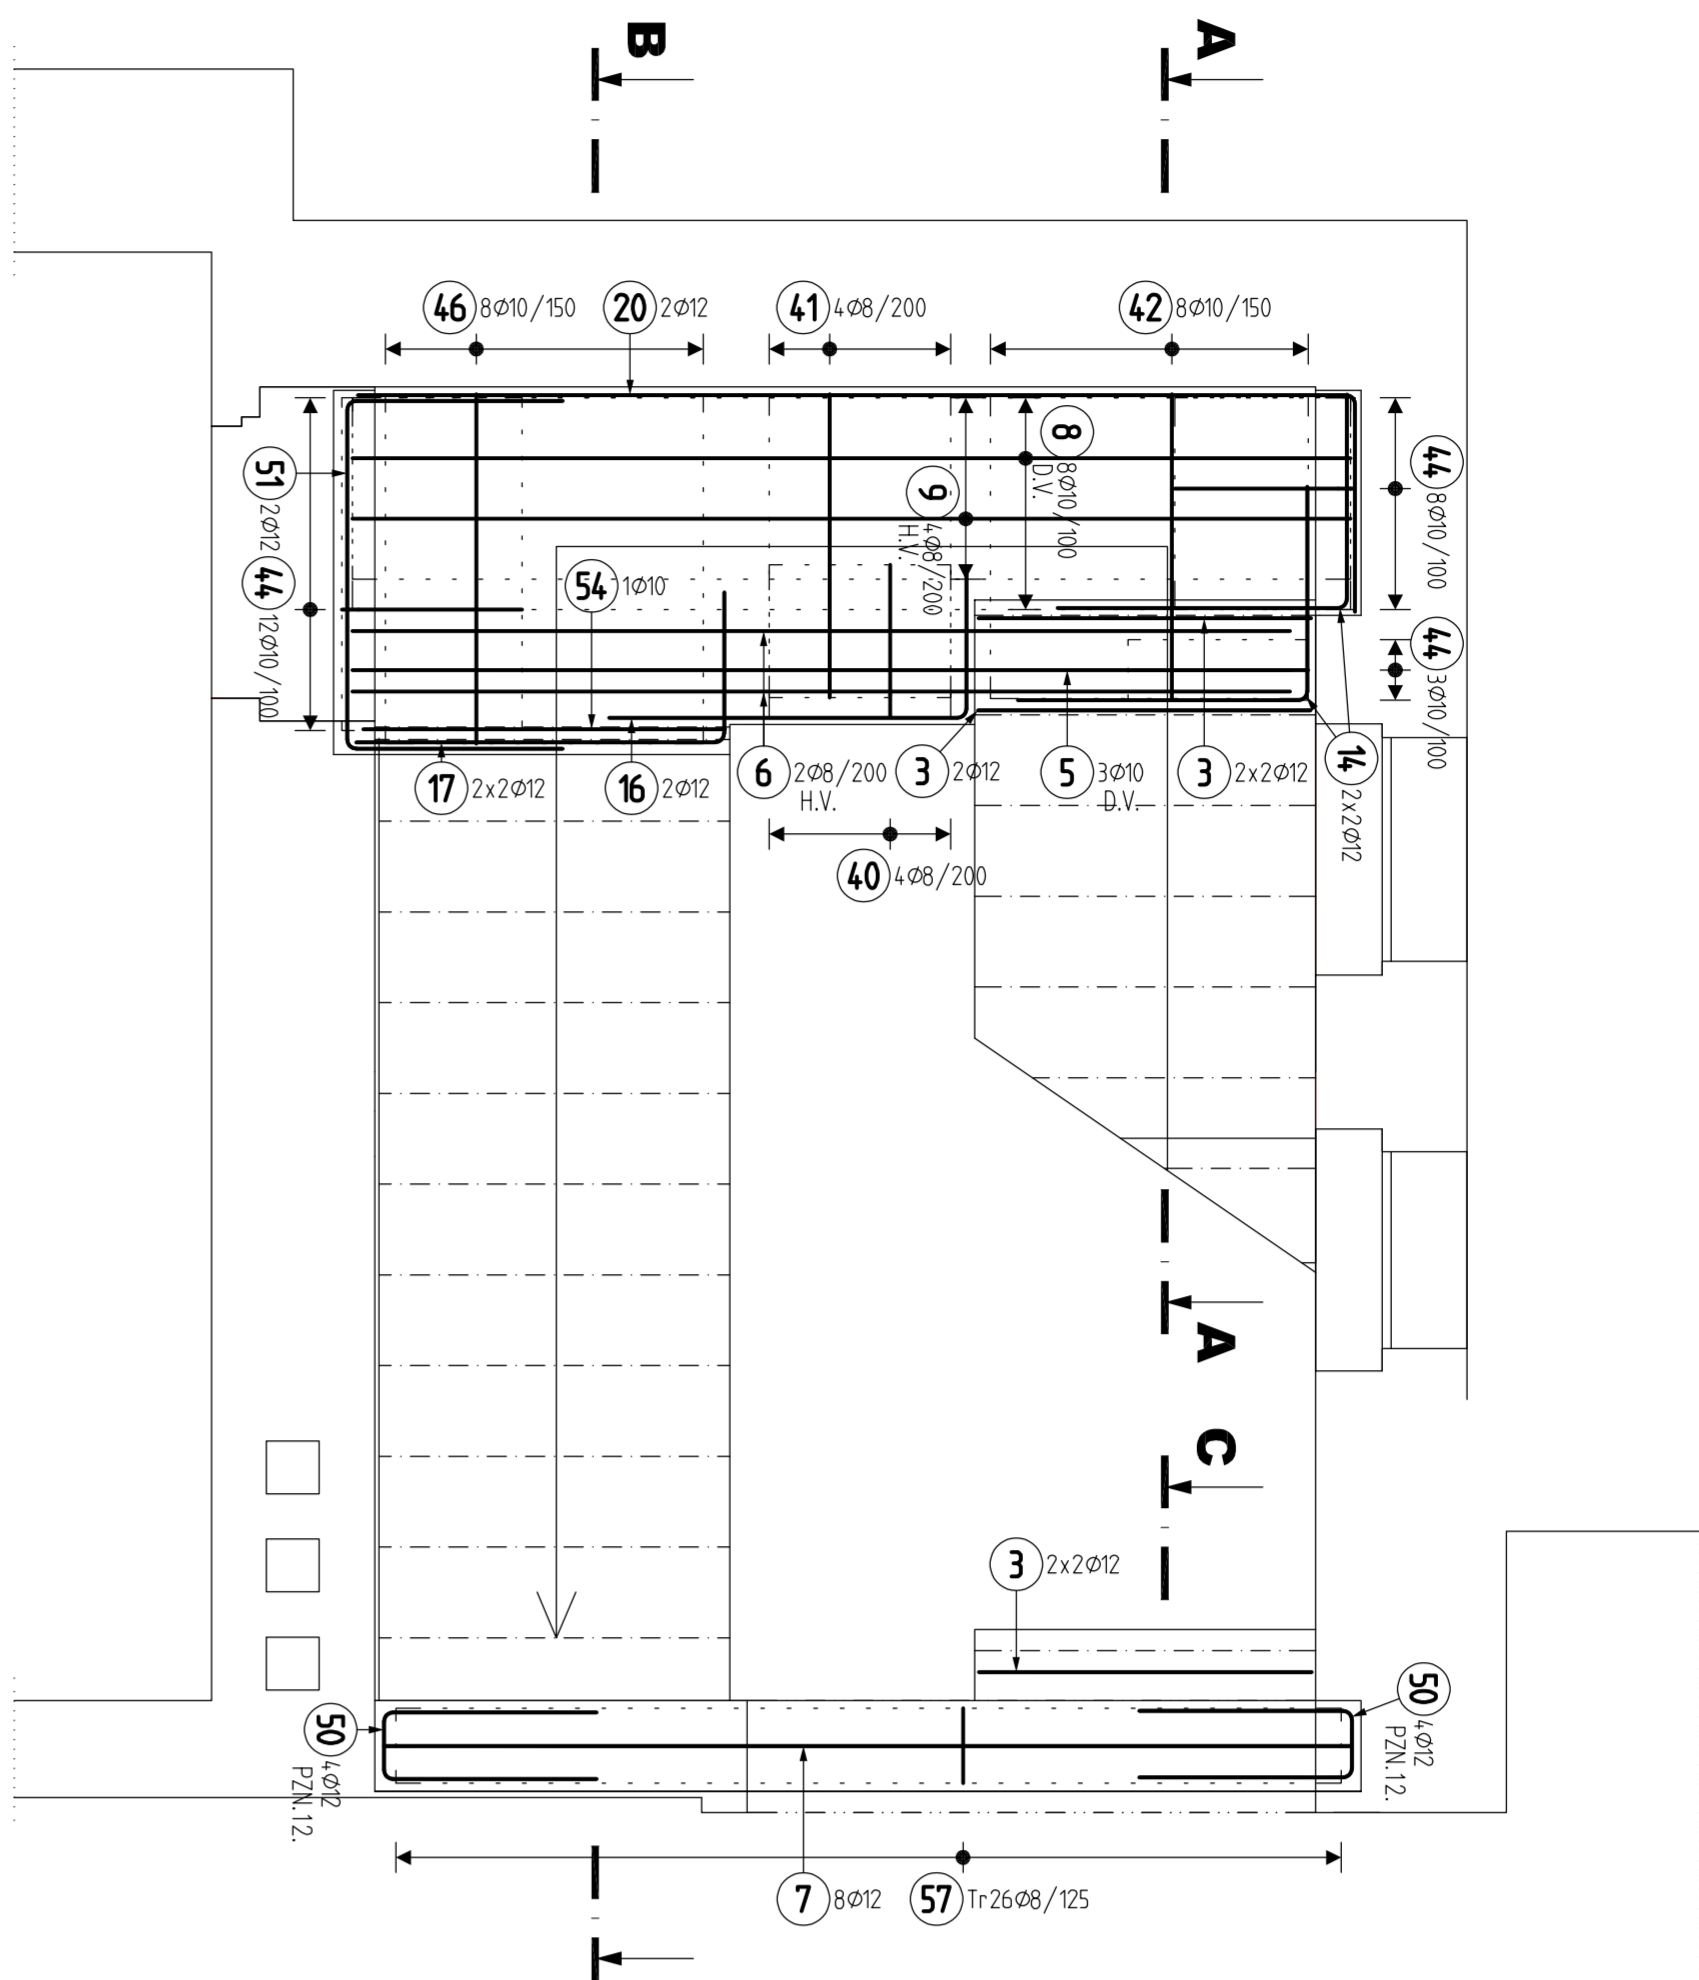 B
A
46 8Ø10/150
20 2Ø12
41 4Ø8/200
42 8Ø10/150
8 8Ø10/100
D.V.
9 4Ø8/200
H.V.
44 8Ø10/100
51 2Ø12
44 12Ø10/100
54 1Ø10
44 3Ø10/100
17 2x2Ø12
16 2Ø12
6 2Ø8/200
H.V.
3 2Ø12
5 3Ø10
D.V.
3 2x2Ø12
14 2x2Ø12
40 4Ø8/200
A
C
3 2x2Ø12
50 4Ø12
PZN.12.
50 4Ø12
PZN.12.
7 8Ø12
57 Tr26Ø8/125